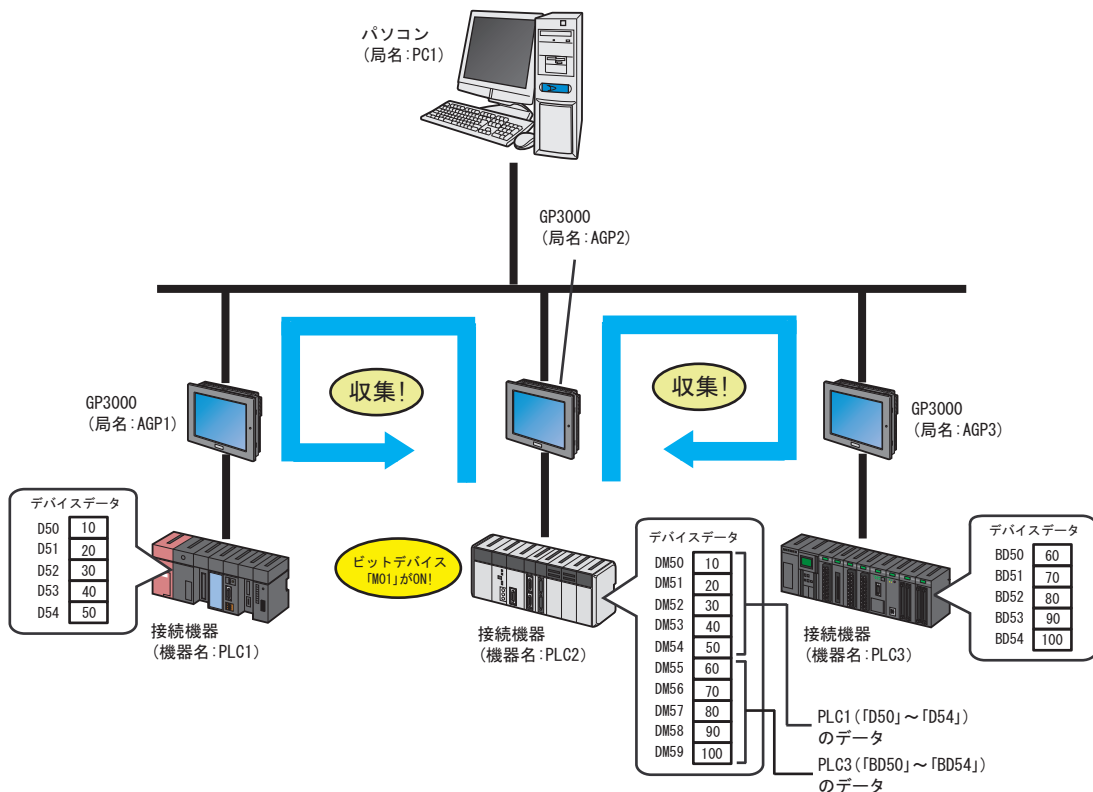 パソコン
(局名:PC1)
GP3000
(局名:AGP2)
収集!
収集!
GP3000
(局名:AGP1)
GP3000
(局名:AGP3)
デバイスデータ
D50 10
D51 20
D52 30
D53 40
D54 50
接続機器
(機器名:PLC1)
ビットデバイス
「M01」がON!
接続機器
(機器名:PLC2)
デバイスデータ
DM50 10
DM51 20
DM52 30
DM53 40
DM54 50
DM55 60
DM56 70
DM57 80
DM58 90
DM59 100
接続機器
(機器名:PLC3)
デバイスデータ
BD50 60
BD51 70
BD52 80
BD53 90
BD54 100
PLC1(「D50」~「D54」)
のデータ
PLC3(「BD50」~「BD54」)
のデータ